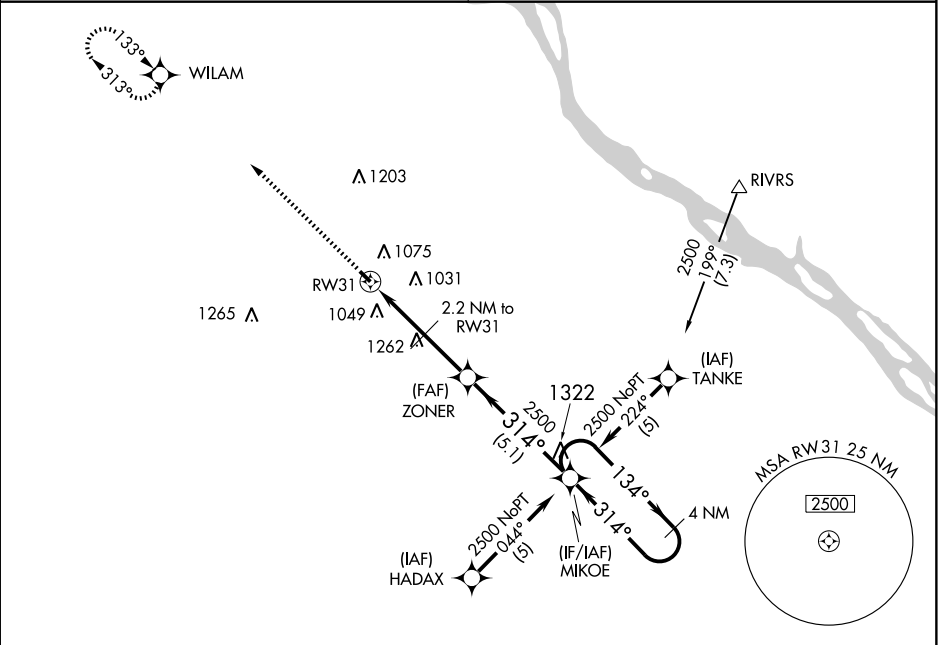 133°
313°
WILAM
1203
RIVRS
2500
199°
(7.3)
1075
1031
RW31
1265
1049
2.2 NM to
RW31
1262
(FAF)
ZONER
(IAF)
TANKE
1322
2500
314°
(5.1)
2500 NoPT
224°
(5)
134°
314°
4 NM
2500 NoPT
044°
(5)
(IAF)
HADAX
(IF/IAF)
MIKOE
MSA RW31 25 NM
2500